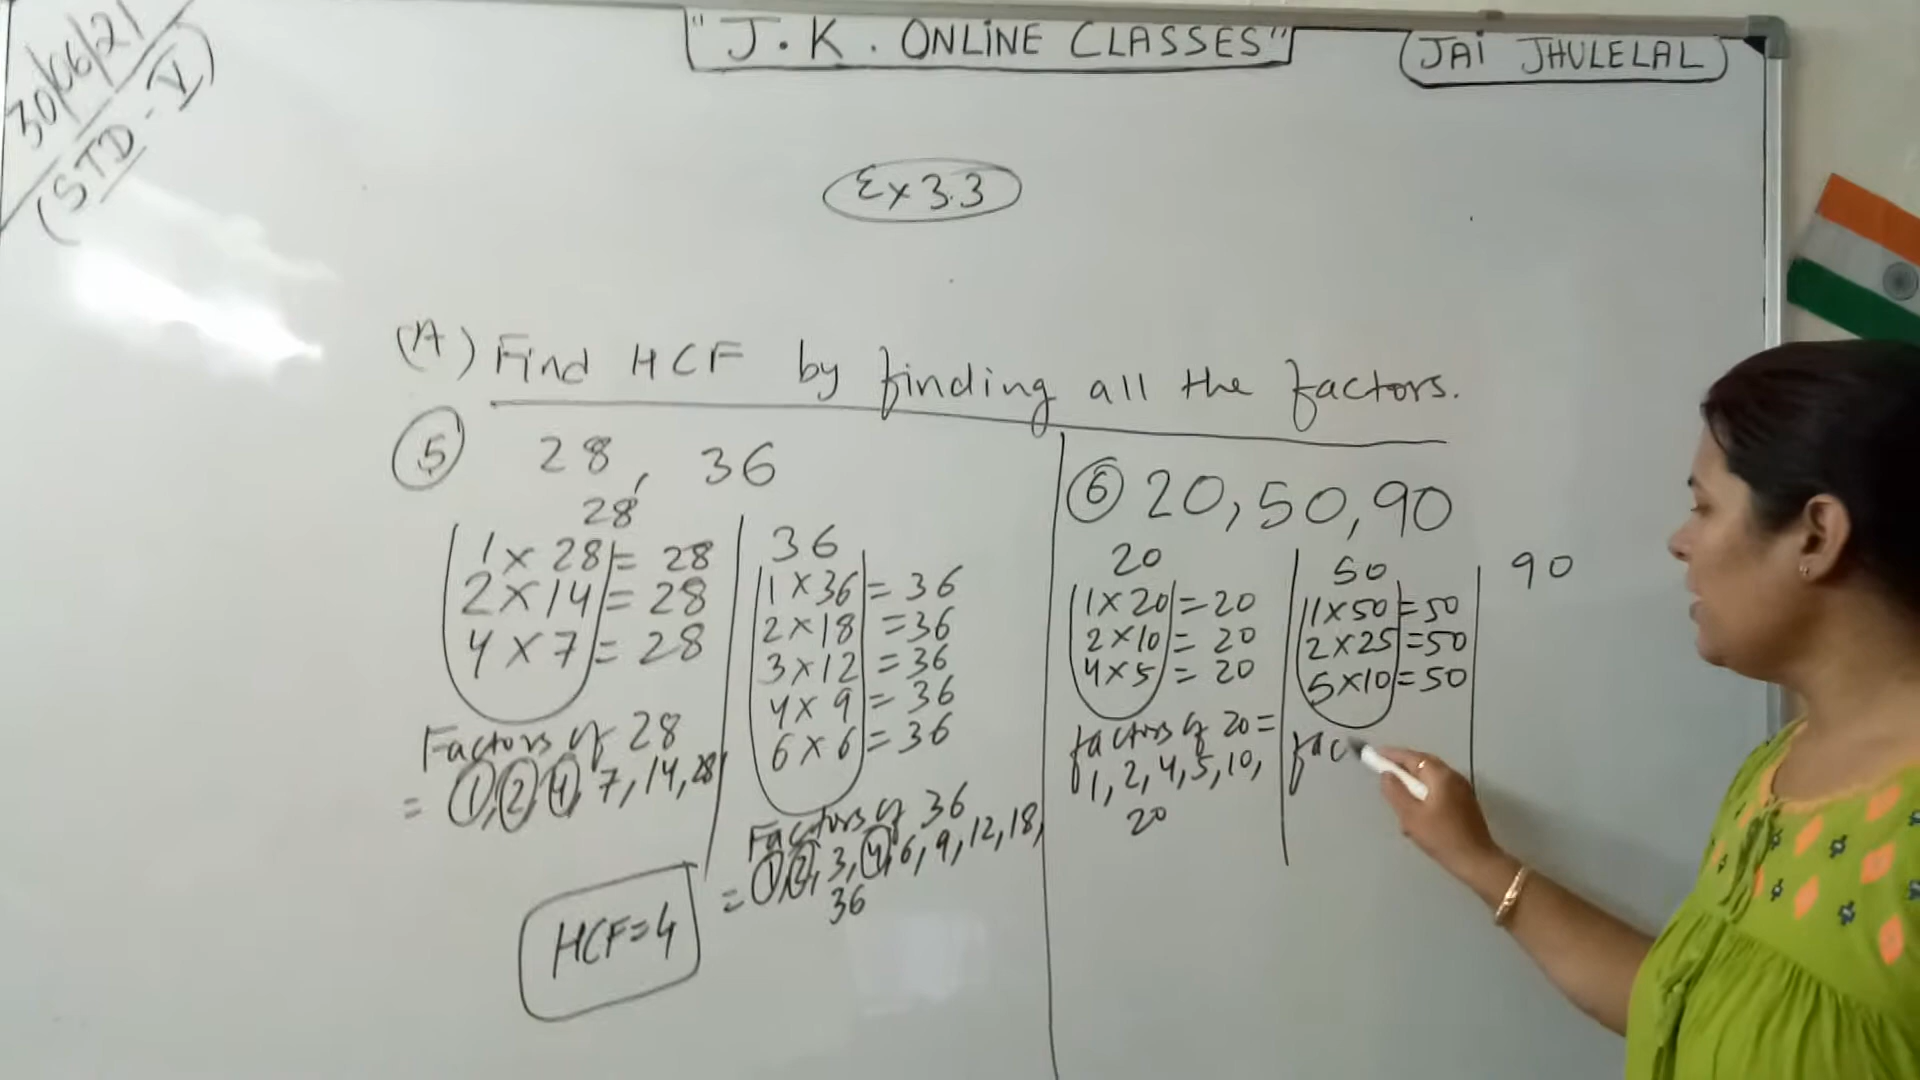 30/06/21
(STD-V)
"J.K. ONLINE CLASSES"
(JAI JHULELAL)
Ex 3.3
(A) Find HCF by finding all the factors.
(5) 28, 36
28
1 x 28 = 28
2 x 14 = 28
4 x 7 = 28
Factors of 28
= 1, 2, 4, 7, 14, 28
36
1 x 36 = 36
2 x 18 = 36
3 x 12 = 36
4 x 9 = 36
6 x 6 = 36
Factors of 36
= 1, 2, 3, 4, 6, 9, 12, 18,
36
HCF = 4
(6) 20, 50, 90
20
1 x 20 = 20
2 x 10 = 20
4 x 5 = 20
factors of 20 =
1, 2, 4, 5, 10,
20
50
1 x 50 = 50
2 x 25 = 50
5 x 10 = 50
fac
90